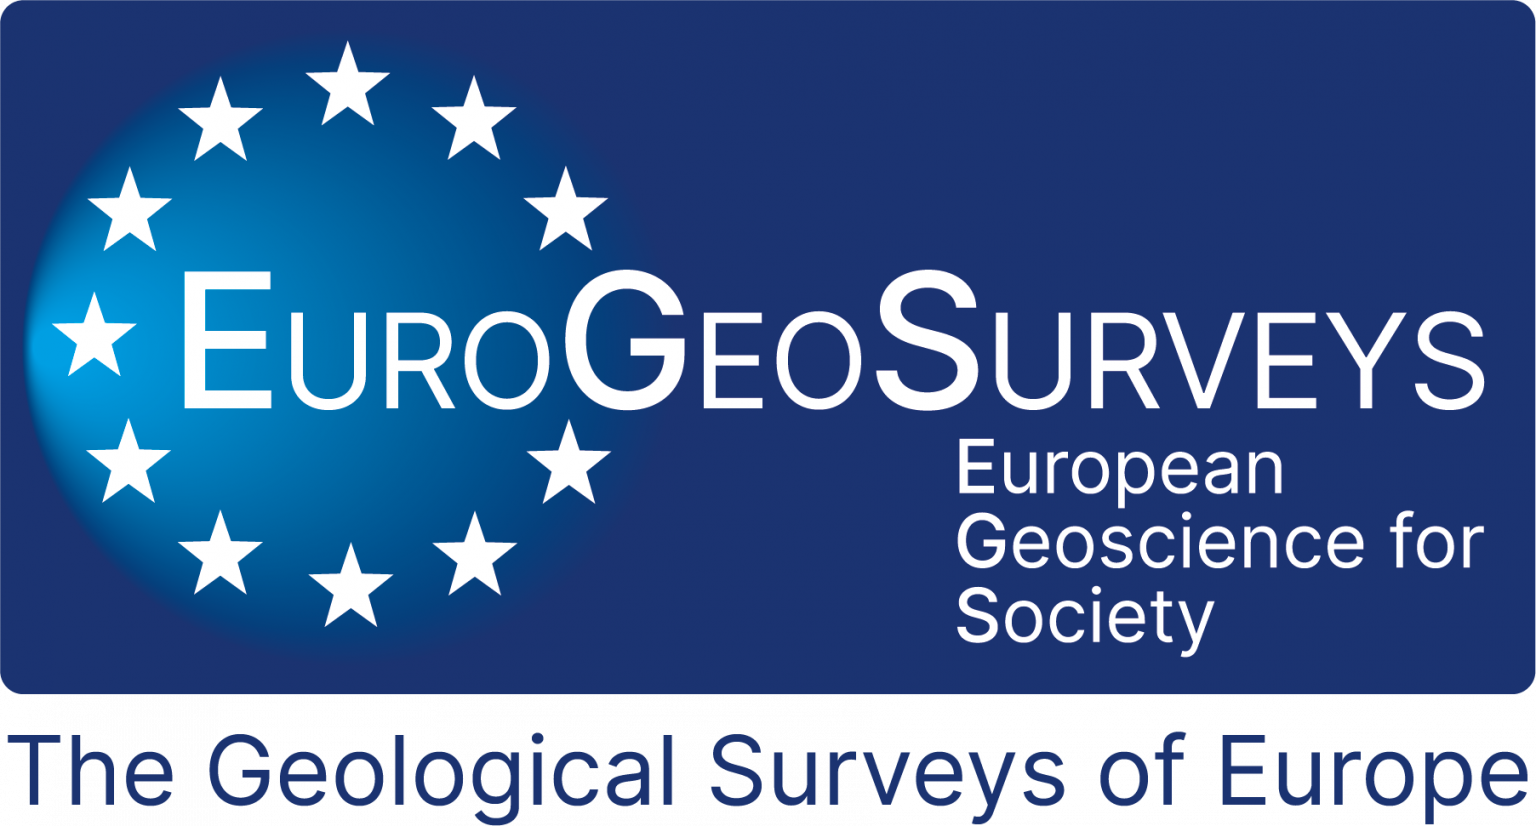 EUROGEOSURVEYS
European
Geoscience for
Society
The Geological Surveys of Europe